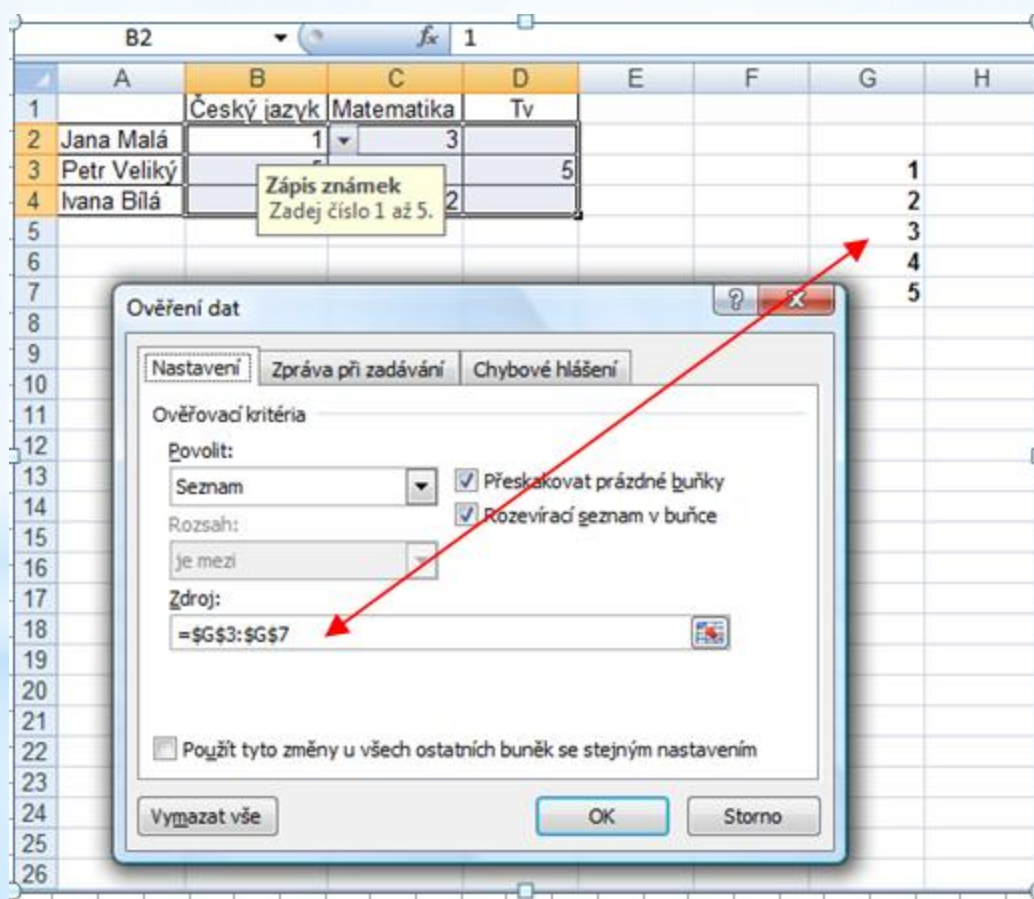 B2 fx 1
A B C D E F G H
1 Český jazyk Matematika Tv
2 Jana Malá 1 3
3 Petr Veliký 5 1
4 Ivana Bílá 2 2
5 3
6 4
7 5
Zápis známek
Zadej číslo 1 až 5.
8
9
10
11
12
13
14
15
16
17
18
19
20
21
22
23
24
25
26
Ověření dat
Nastavení Zpráva při zadávání Chybové hlášení
Ověřovací kritéria
Povolit:
Seznam
Přeskakovat prázdné buňky
Rozevírací seznam v buňce
Rozsah:
je mezi
Zdroj:
=$G$3:$G$7
Použít tyto změny u všech ostatních buněk se stejným nastavením
Vymazat vše OK Storno